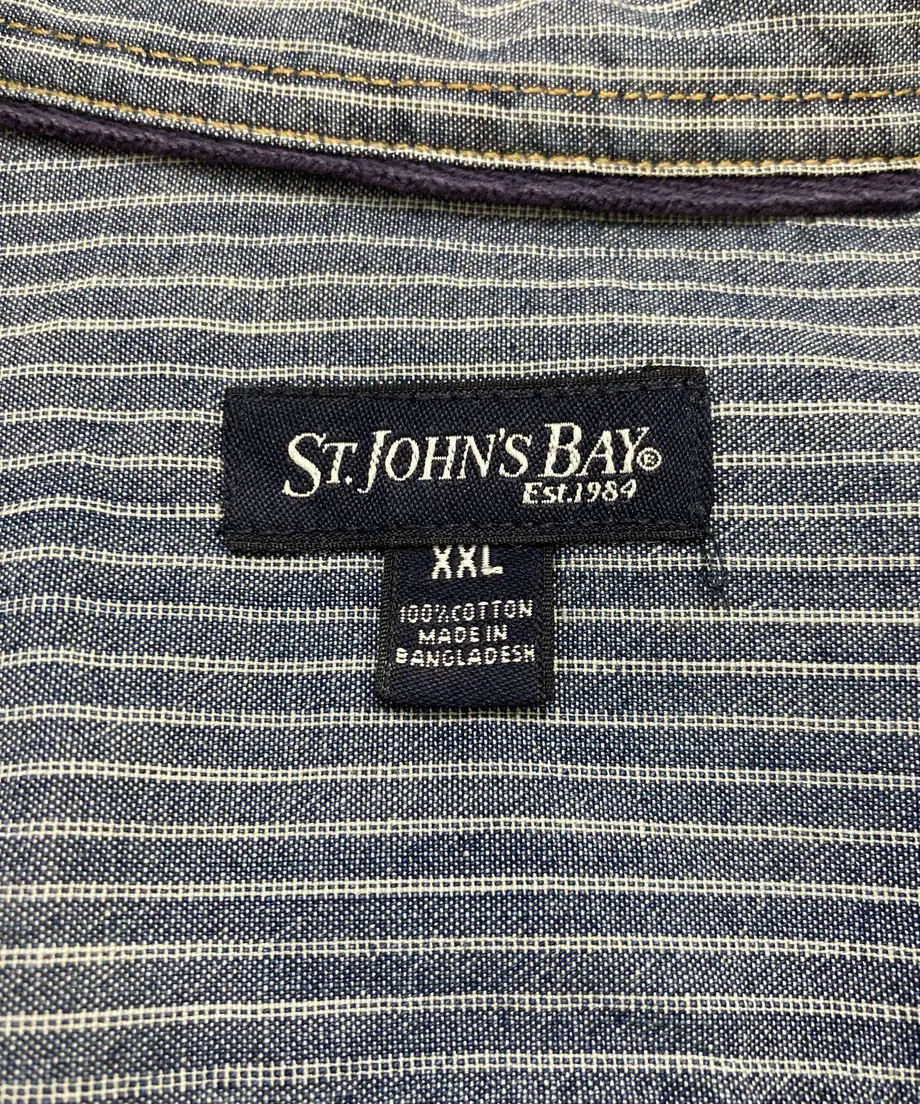 ST. JOHN'S BAY®
EST.1984
XXL
100% COTTON
MADE IN
BANGLADESH